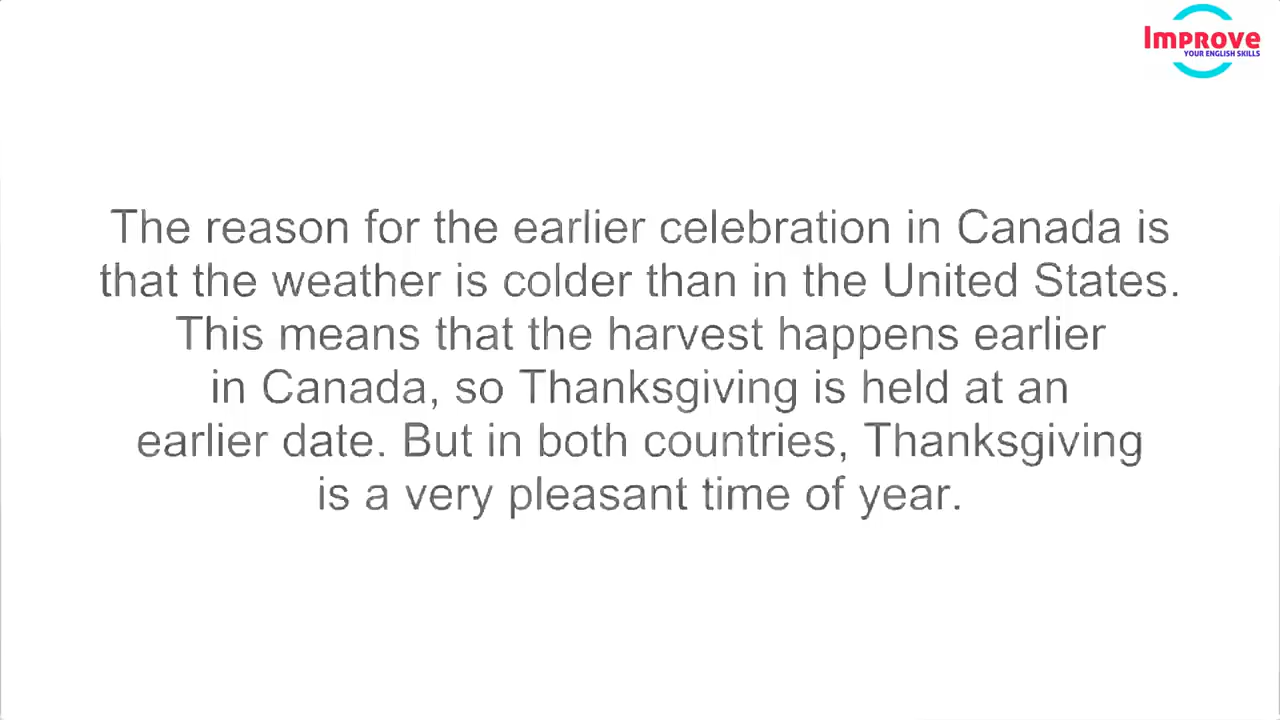 Improve
YOUR ENGLISH SKILLS
The reason for the earlier celebration in Canada is
that the weather is colder than in the United States.
This means that the harvest happens earlier
in Canada, so Thanksgiving is held at an
earlier date. But in both countries, Thanksgiving
is a very pleasant time of year.